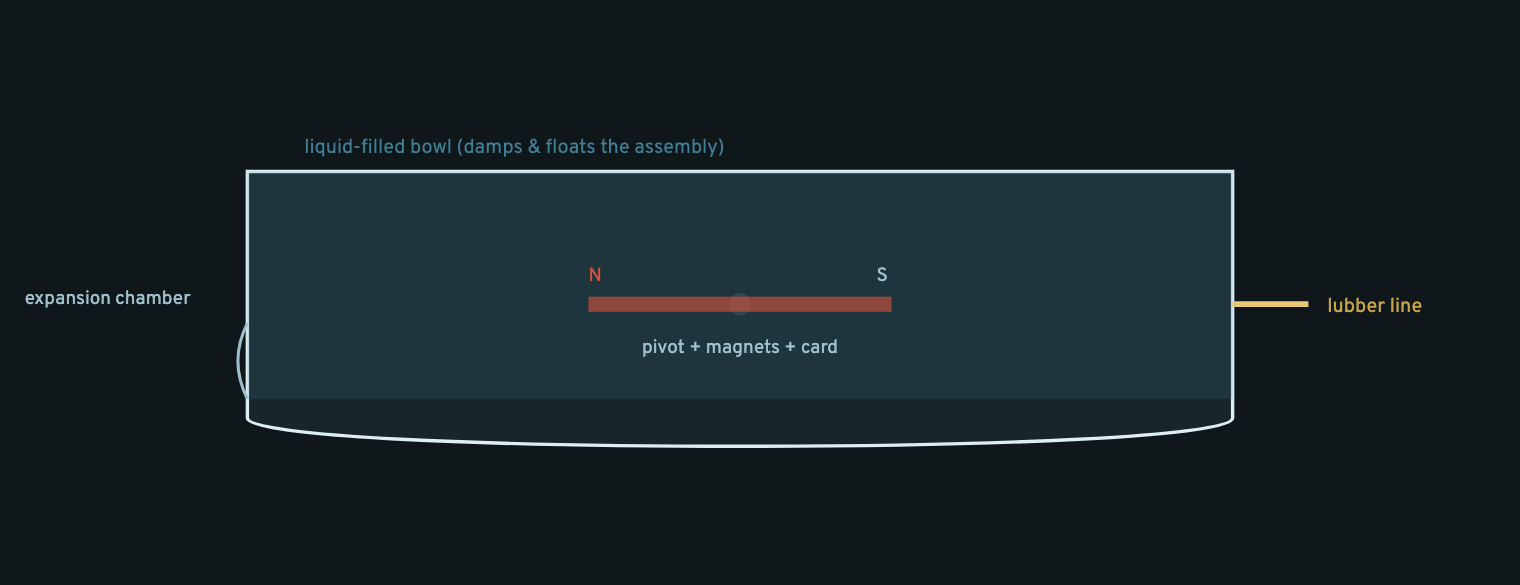 liquid-filled bowl (damps & floats the assembly)
N
S
expansion chamber
lubber line
pivot + magnets + card